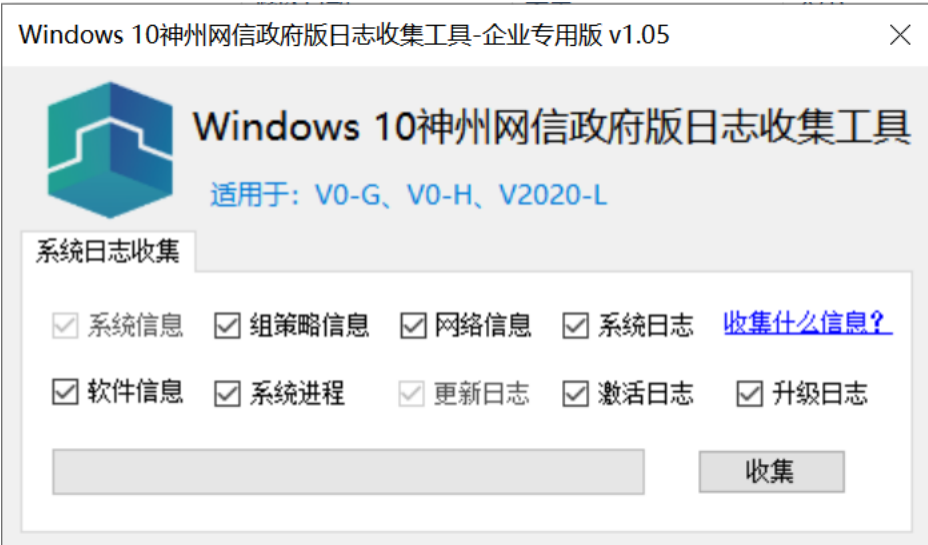 Windows 10神州网信政府版日志收集工具-企业专用版 v1.05
Windows 10神州网信政府版日志收集工具
适用于：V0-G、V0-H、V2020-L
系统日志收集
系统信息 组策略信息 网络信息 系统日志 收集什么信息？
软件信息 系统进程 更新日志 激活日志 升级日志
收集